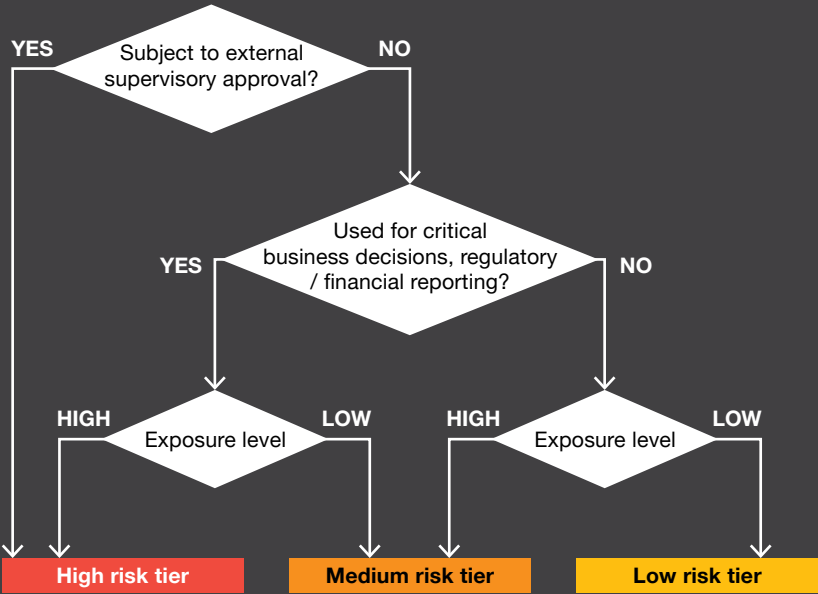 YES
Subject to external
supervisory approval?
NO
YES
Used for critical
business decisions, regulatory
/ financial reporting?
NO
HIGH
Exposure level
LOW
HIGH
Exposure level
LOW
High risk tier
Medium risk tier
Low risk tier